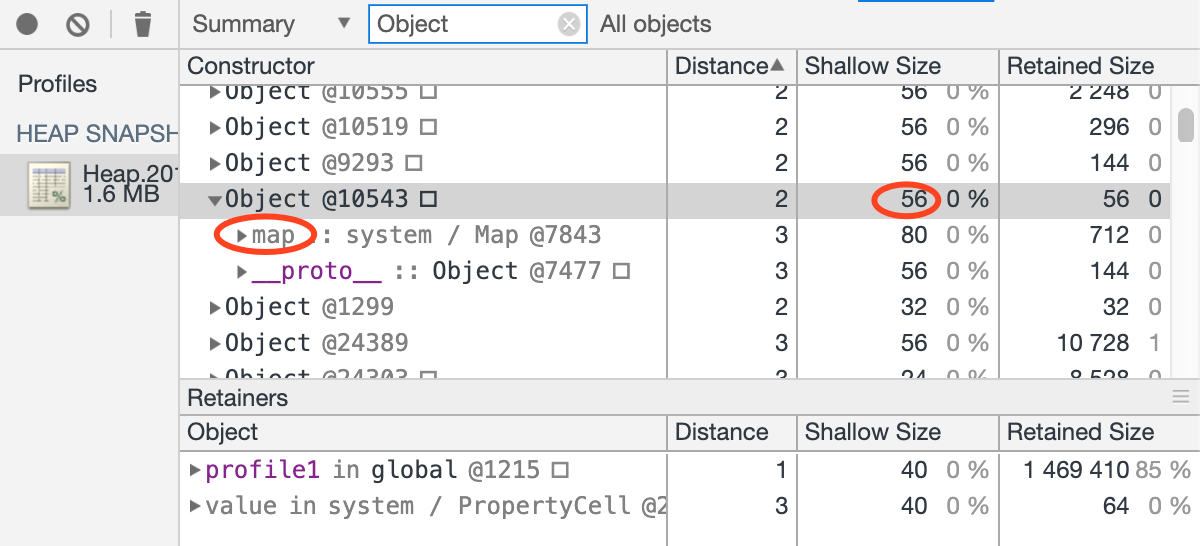 Summary ▼ Object All objects
Profiles
HEAP SNAPSH
Heap.201
1.6 MB
Constructor Distance▲ Shallow Size Retained Size
▶Object @10555 □ 2 56 0 % 2 248 0
▶Object @10519 □ 2 56 0 % 296 0
▶Object @9293 □ 2 56 0 % 144 0
▼Object @10543 □ 2 56 0 % 56 0
▶map :: system / Map @7843 3 80 0 % 712 0
▶__proto__ :: Object @7477 □ 3 56 0 % 144 0
▶Object @1299 2 32 0 % 32 0
▶Object @24389 3 56 0 % 10 728 1
▶Object @24303 □ 3 24 0 % 8 528 0
Retainers
Object Distance Shallow Size Retained Size
▶profile1 in global @1215 □ 1 40 0 % 1 469 410 85 %
▶value in system / PropertyCell @2 3 40 0 % 64 0 %